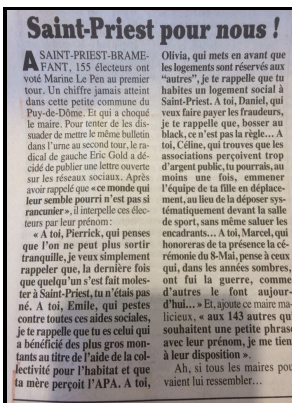 Saint-Priest pour nous !
A SAINT-PRIEST-BRAME-
FANT, 155 électeurs ont
voté Marine Le Pen au premier
tour. Un chiffre jamais atteint
dans cette petite commune du
Puy-de-Dôme. Et qui a choqué
le maire. Pour tenter de les dis-
suader de mettre le même bulletin
dans l'urne au second tour, le ra-
dical de gauche Eric Gold a dé-
cidé de publier une lettre ouverte
sur les réseaux sociaux. Après
avoir rappelé que « ce monde qui
leur semble pourri n'est pas si
rancunier », il interpelle ces élec-
teurs par leur prénom :
« A toi, Pierrick, qui penses
que l'on ne peut plus sortir
tranquille, je veux simplement
rappeler que, la dernière fois
que quelqu'un s'est fait moles-
ter à Saint-Priest, tu n'étais pas
né. A toi, Emile, qui pestes
contre toutes ces aides sociales,
je te rappelle que tu es celui qui
a bénéficié des plus gros mon-
tants au titre de l'aide de la col-
lectivité pour l'habitat et que
ta mère perçoit l'APA. A toi,
Olivia, qui mets en avant que
les logements sont réservés aux
"autres", je te rappelle que tu
habites un logement social à
Saint-Priest. A toi, Daniel, qui
veux faire payer les fraudeurs,
je te rappelle que, bosser au
black, ce n'est pas la règle... A
toi, Céline, qui trouves que les
associations perçoivent trop
d'argent public, tu pourrais, au
moins une fois, emmener
l'équipe de ta fille en déplace-
ment, au lieu de la déposer sys-
tématiquement devant la salle
de sport, sans même saluer les
encadrants... A toi, Marcel, qui
honoreras de ta présence la cé-
rémonie du 8-Mai, pense à ceux
qui, dans les années sombres,
ont fui la guerre, comme
d'autres le font aujour-
d'hui... » Et, ajoute ce maire ma-
licieux, « aux 143 autres qui
souhaitent une petite phrase
avec leur prénom, je me tien
à leur disposition ».
Ah, si tous les maires pou
vaient lui ressembler...